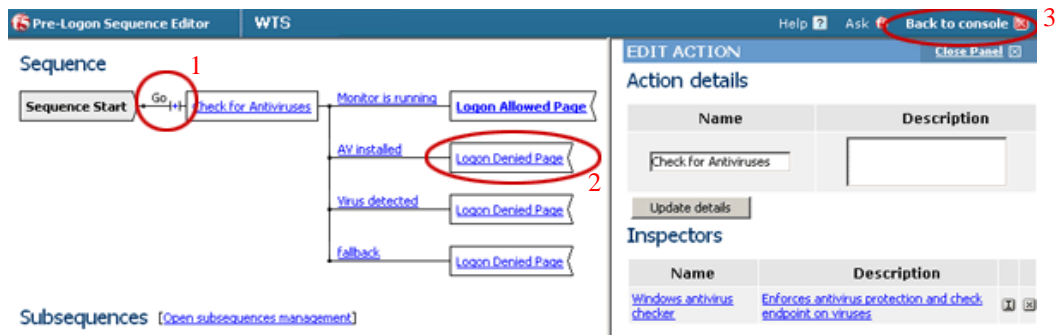 Pre-Logon Sequence Editor WTS Help ? Ask Back to console 3
EDIT ACTION Close Panel
Sequence
1
Sequence Start
Go
[+]
Check for Antiviruses
Monitor is running
Logon Allowed Page
AV installed
Logon Denied Page
2
Virus detected
Logon Denied Page
fallback
Logon Denied Page
Subsequences [Open subsequences management]
Action details
Name Description
Check for Antiviruses
Update details
Inspectors
Name Description
Windows antivirus
checker
Enforces antivirus protection and check
endpoint on viruses